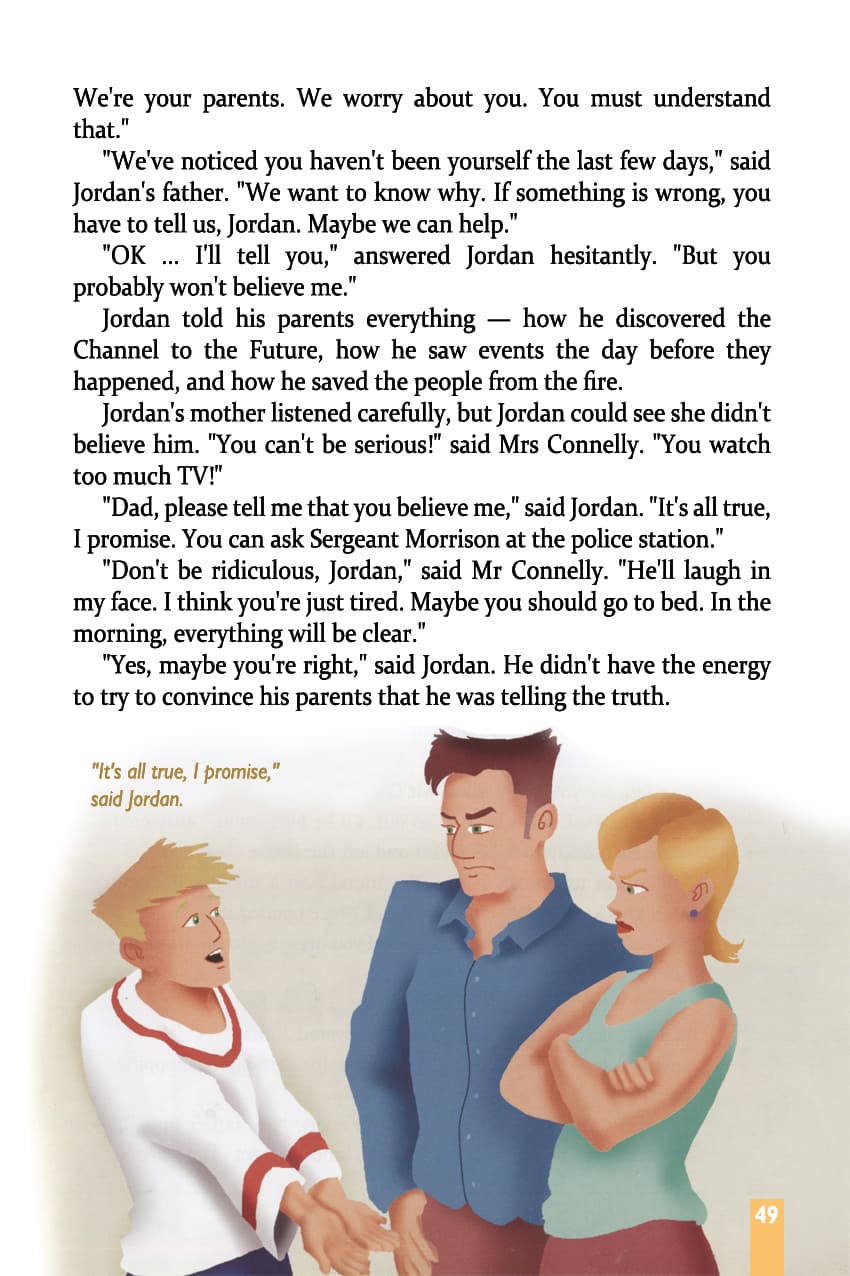 We're your parents. We worry about you. You must understand
that."
"We've noticed you haven't been yourself the last few days," said
Jordan's father. "We want to know why. If something is wrong, you
have to tell us, Jordan. Maybe we can help."
"OK ... I'll tell you," answered Jordan hesitantly. "But you
probably won't believe me."
Jordan told his parents everything — how he discovered the
Channel to the Future, how he saw events the day before they
happened, and how he saved the people from the fire.
Jordan's mother listened carefully, but Jordan could see she didn't
believe him. "You can't be serious!" said Mrs Connelly. "You watch
too much TV!"
"Dad, please tell me that you believe me," said Jordan. "It's all true,
I promise. You can ask Sergeant Morrison at the police station."
"Don't be ridiculous, Jordan," said Mr Connelly. "He'll laugh in
my face. I think you're just tired. Maybe you should go to bed. In the
morning, everything will be clear."
"Yes, maybe you're right," said Jordan. He didn't have the energy
to try to convince his parents that he was telling the truth.
"It's all true, I promise,"
said Jordan.
49